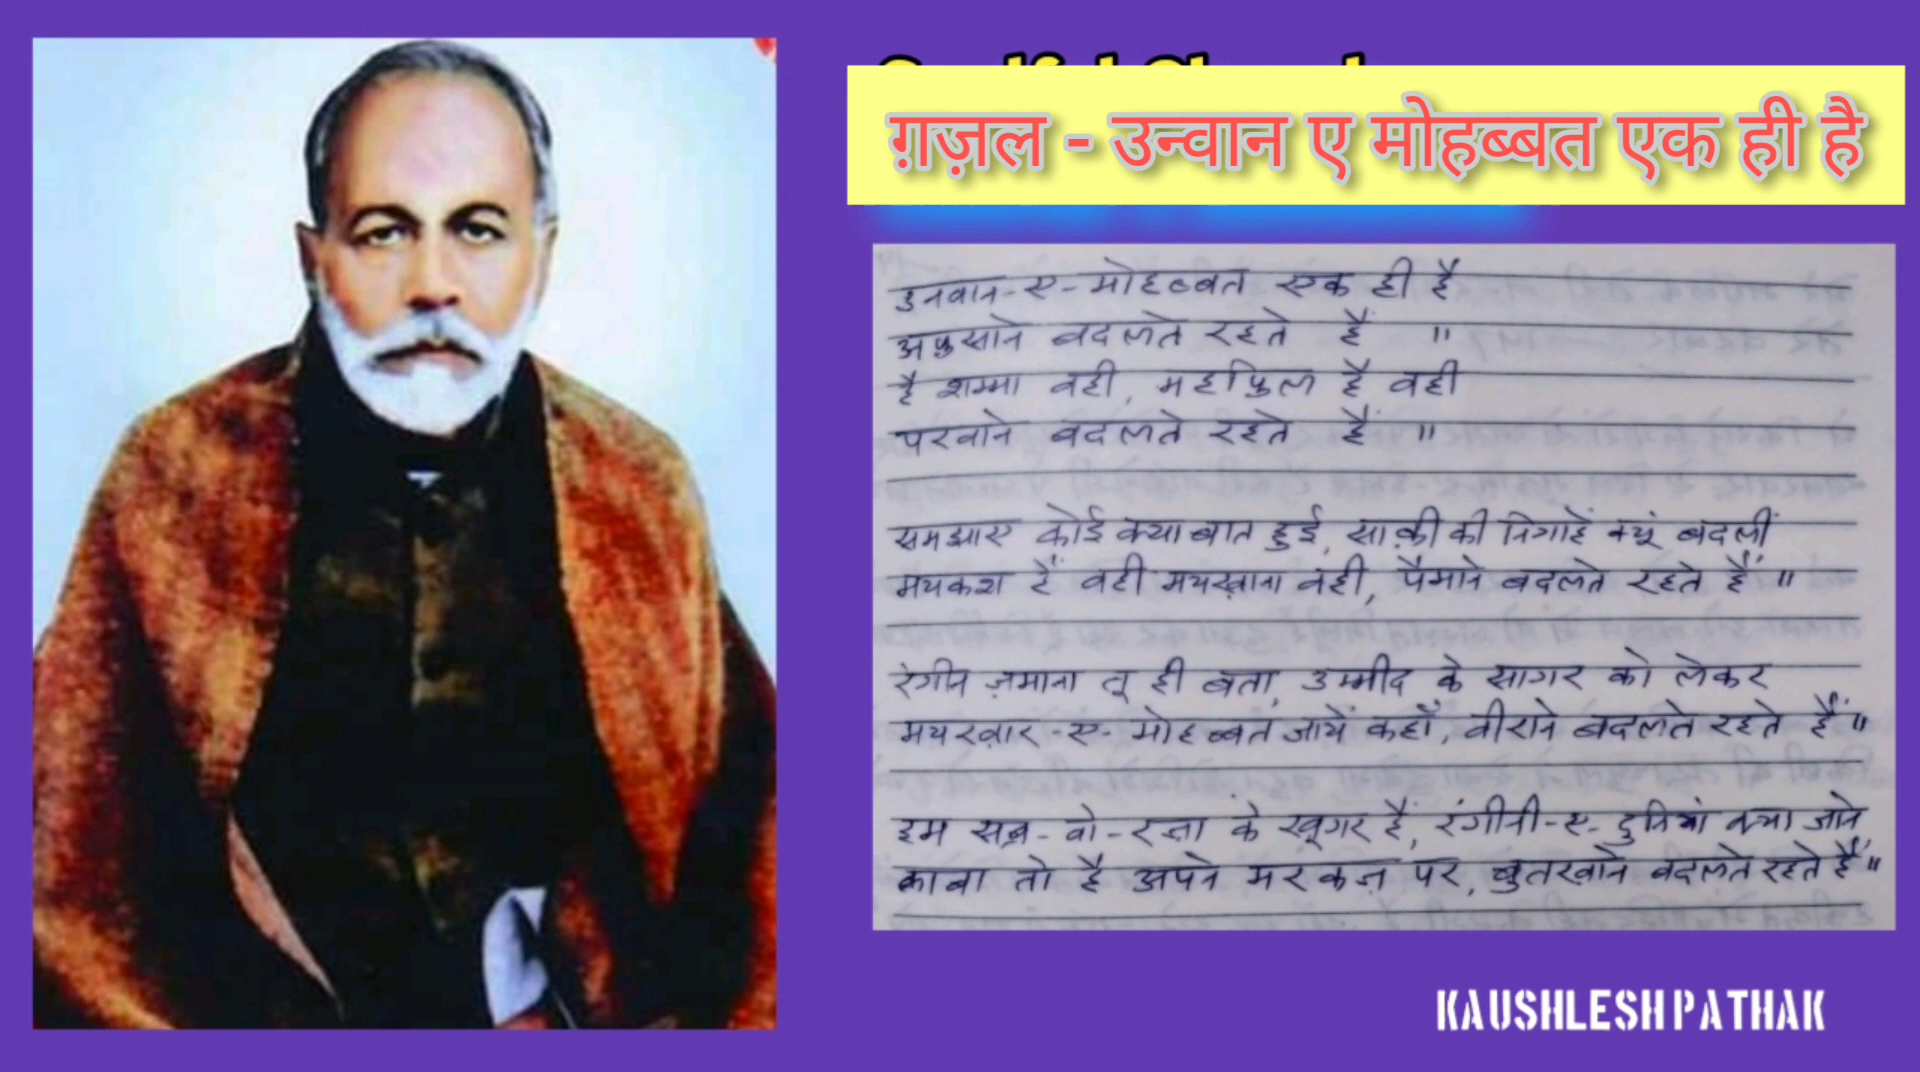 ग़ज़ल - उन्वान ए मोहब्बत एक ही है
उनवान-ए-मोहब्बत एक ही है
अफ़साने बदलते रहते हैं ॥
है शम्मा वही, महफ़िल है वही
परवाने बदलते रहते हैं ॥
समझाए कोई क्या बात हुई, साक़ी की निगाहें क्यूं बदलीं
मयकश हैं वही मयख़ाना वही, पैमाने बदलते रहते हैं ॥
रंगीन ज़माना तू ही बता, उम्मीद के सागर को लेकर
मयख़्वार-ए-मोहब्बत जायें कहाँ, वीराने बदलते रहते हैं ॥
हम सब्र-वो-रज़ा के खूगर हैं, रंगीनी-ए-दुनियां क्या जाने
काबा तो है अपने मरकज़ पर, बुतखाने बदलते रहते हैं ॥
KAUSHLESH PATHAK